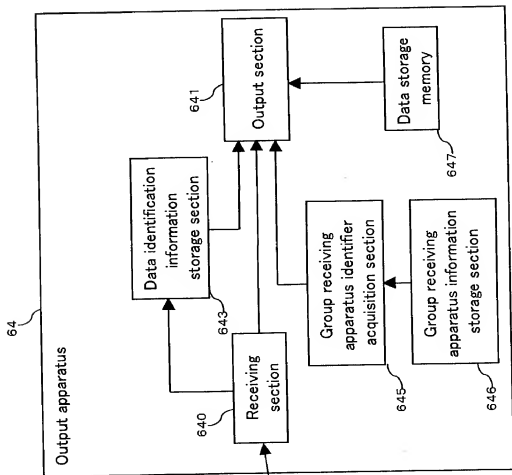 64
Output apparatus
641
Output section
Data identification
information
storage section
643
Data storage
memory
647
640
Receiving
section
Group receiving
apparatus identifier
acquisition section
645
Group receiving
apparatus information
storage section
646